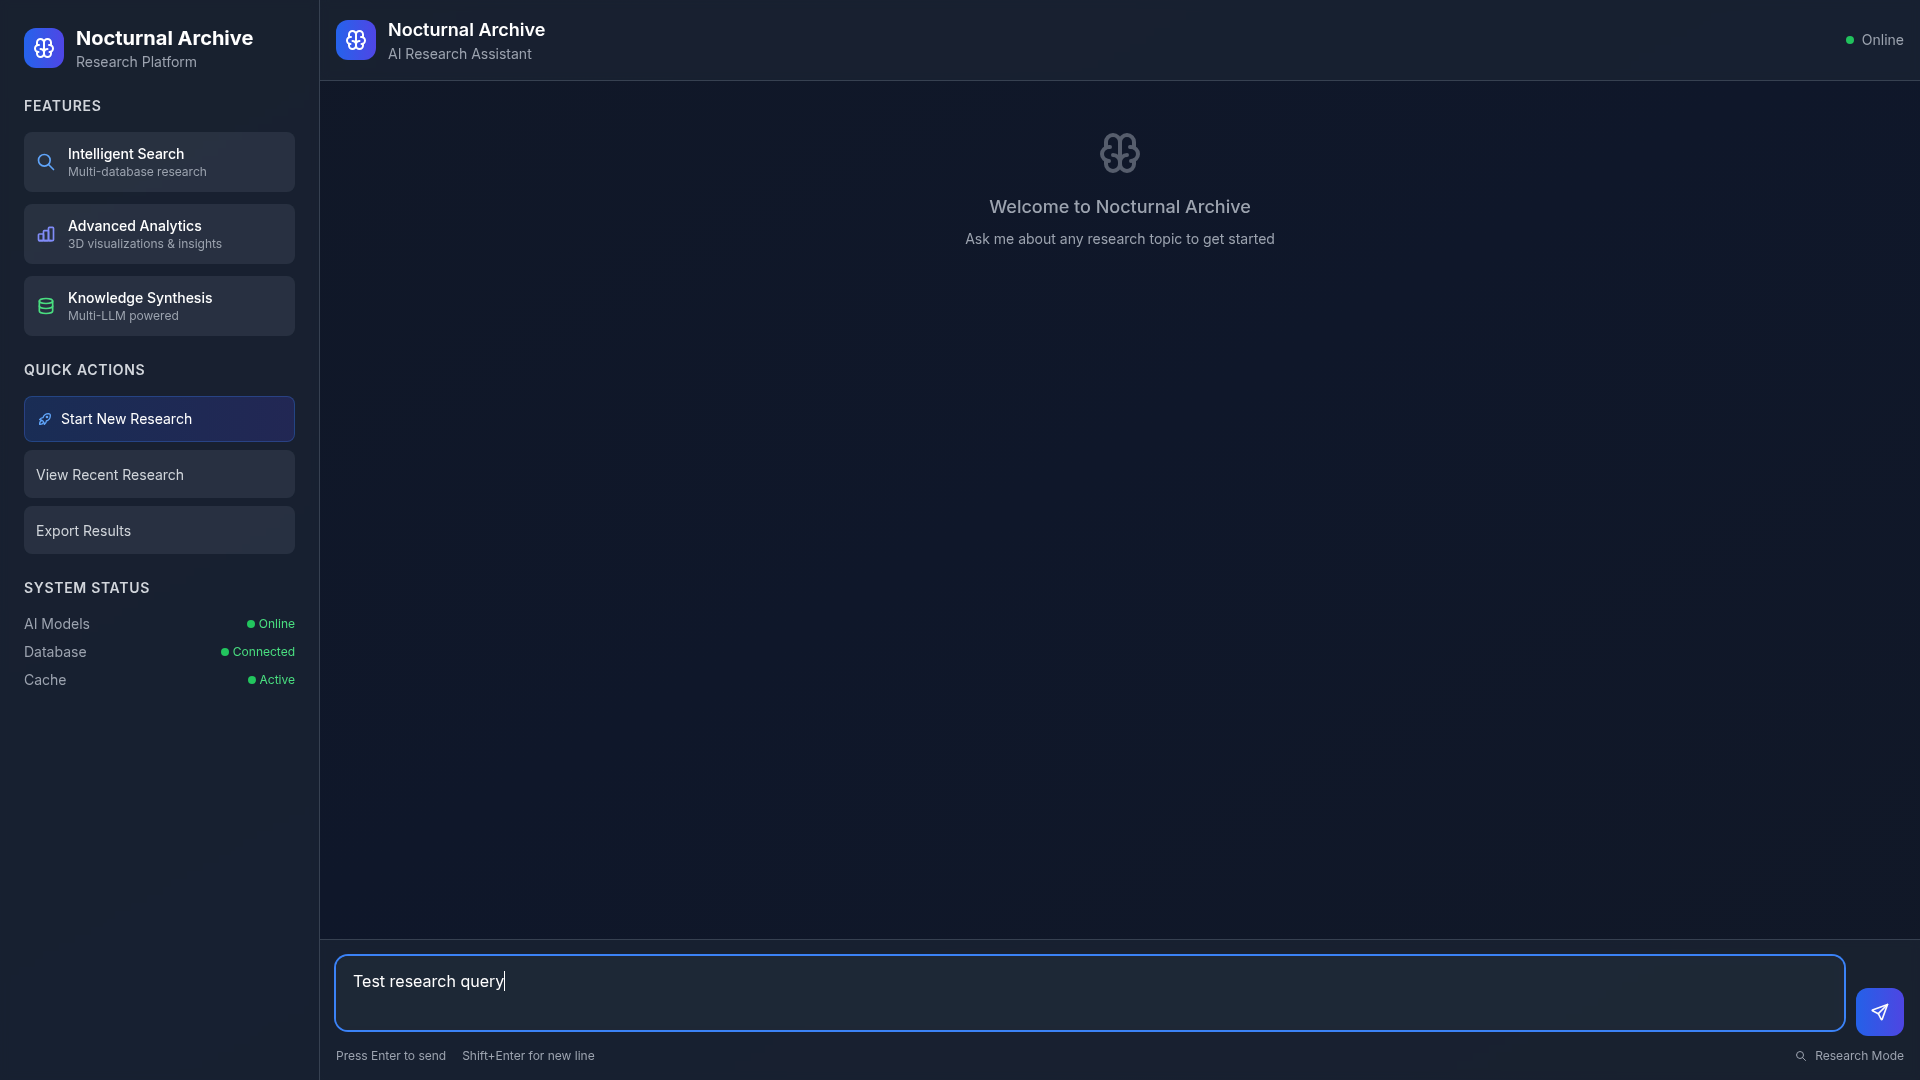 Nocturnal Archive
Research Platform
FEATURES
Intelligent Search
Multi-database research
Advanced Analytics
3D visualizations & insights
Knowledge Synthesis
Multi-LLM powered
QUICK ACTIONS
Start New Research
View Recent Research
Export Results
SYSTEM STATUS
AI Models Online
Database Connected
Cache Active
Nocturnal Archive
AI Research Assistant
Online
Welcome to Nocturnal Archive
Ask me about any research topic to get started
Test research query
Press Enter to send Shift+Enter for new line
Research Mode